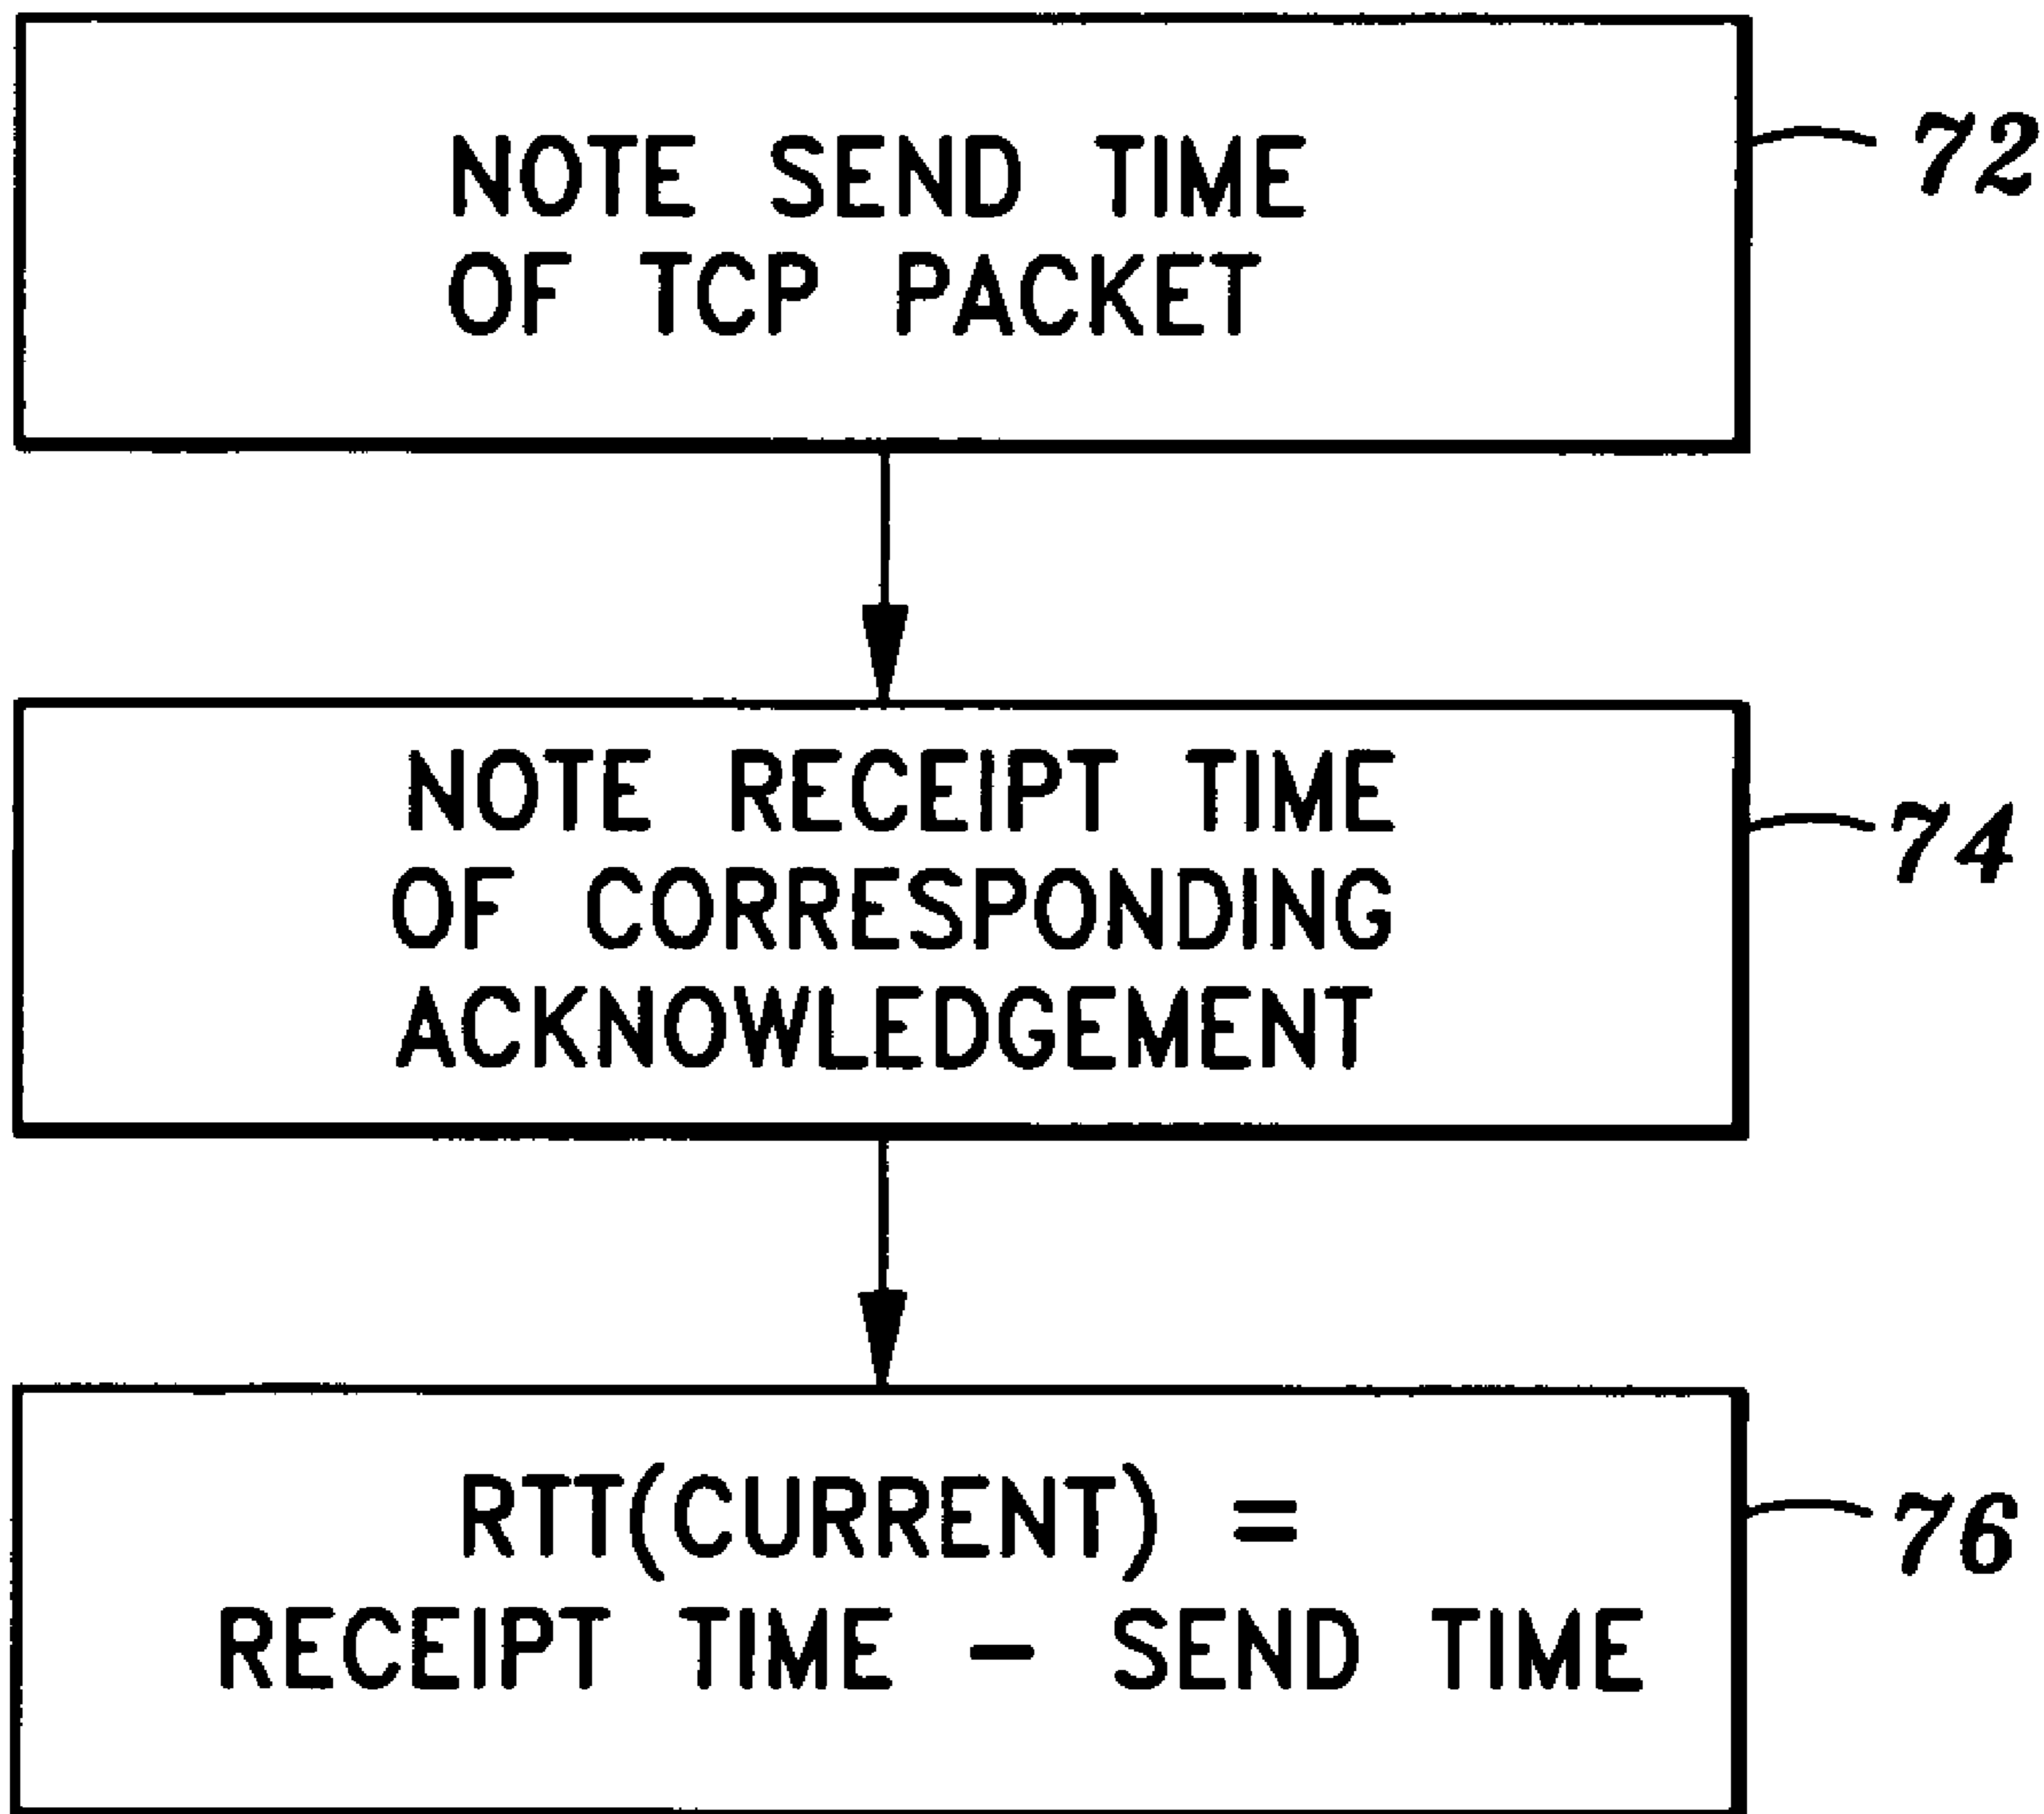 NOTE SEND TIME
OF TCP PACKET
72
NOTE RECEIPT TIME
OF CORRESPONDING
ACKNOWLEDGEMENT
74
RTT(CURRENT) =
RECEIPT TIME - SEND TIME
76